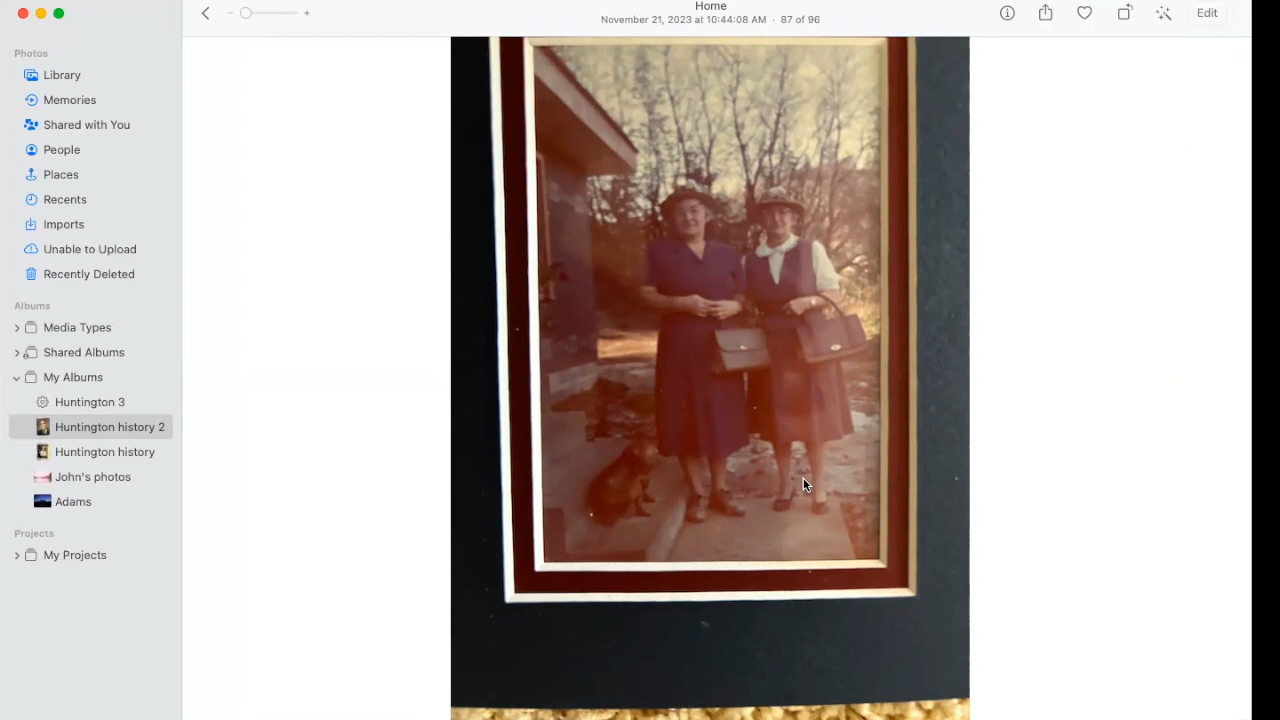 Home
November 21, 2023 at 10:44:08 AM · 87 of 96
Edit
Photos
Library
Memories
Shared with You
People
Places
Recents
Imports
Unable to Upload
Recently Deleted
Albums
Media Types
Shared Albums
My Albums
Huntington 3
Huntington history 2
Huntington history
John's photos
Adams
Projects
My Projects